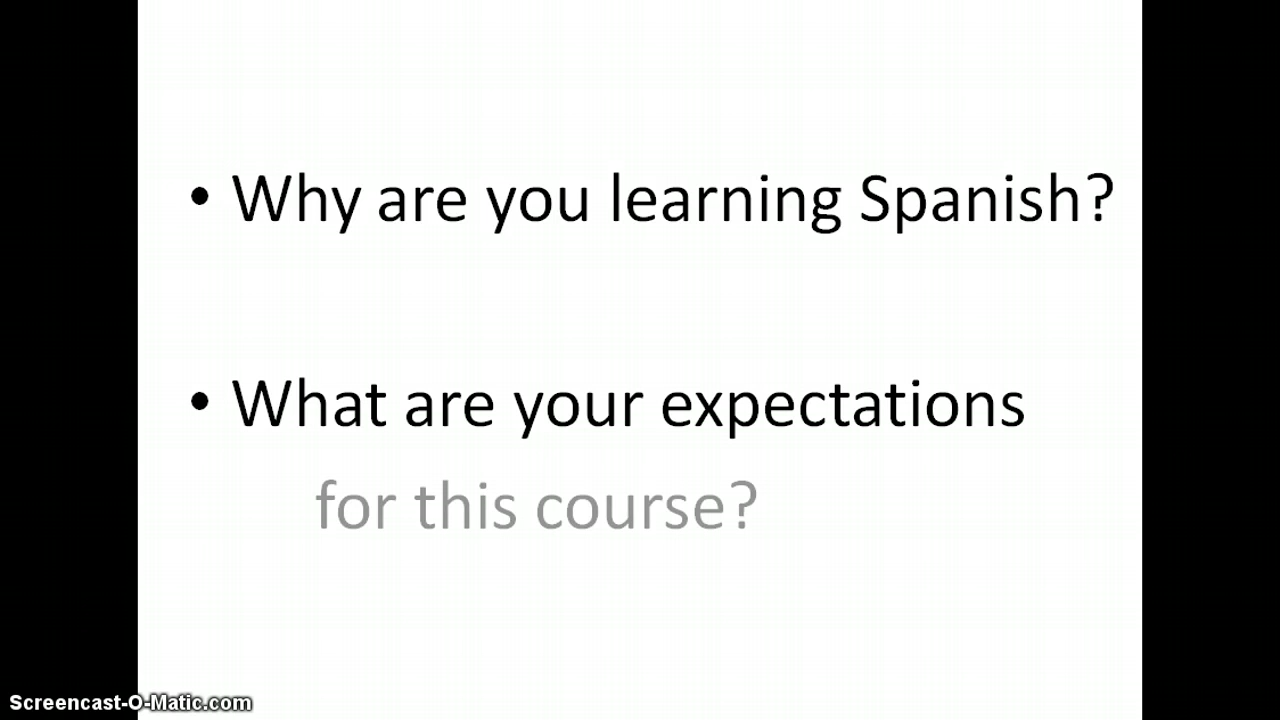 • Why are you learning Spanish?
• What are your expectations
for this course?
Screencast-O-Matic.com